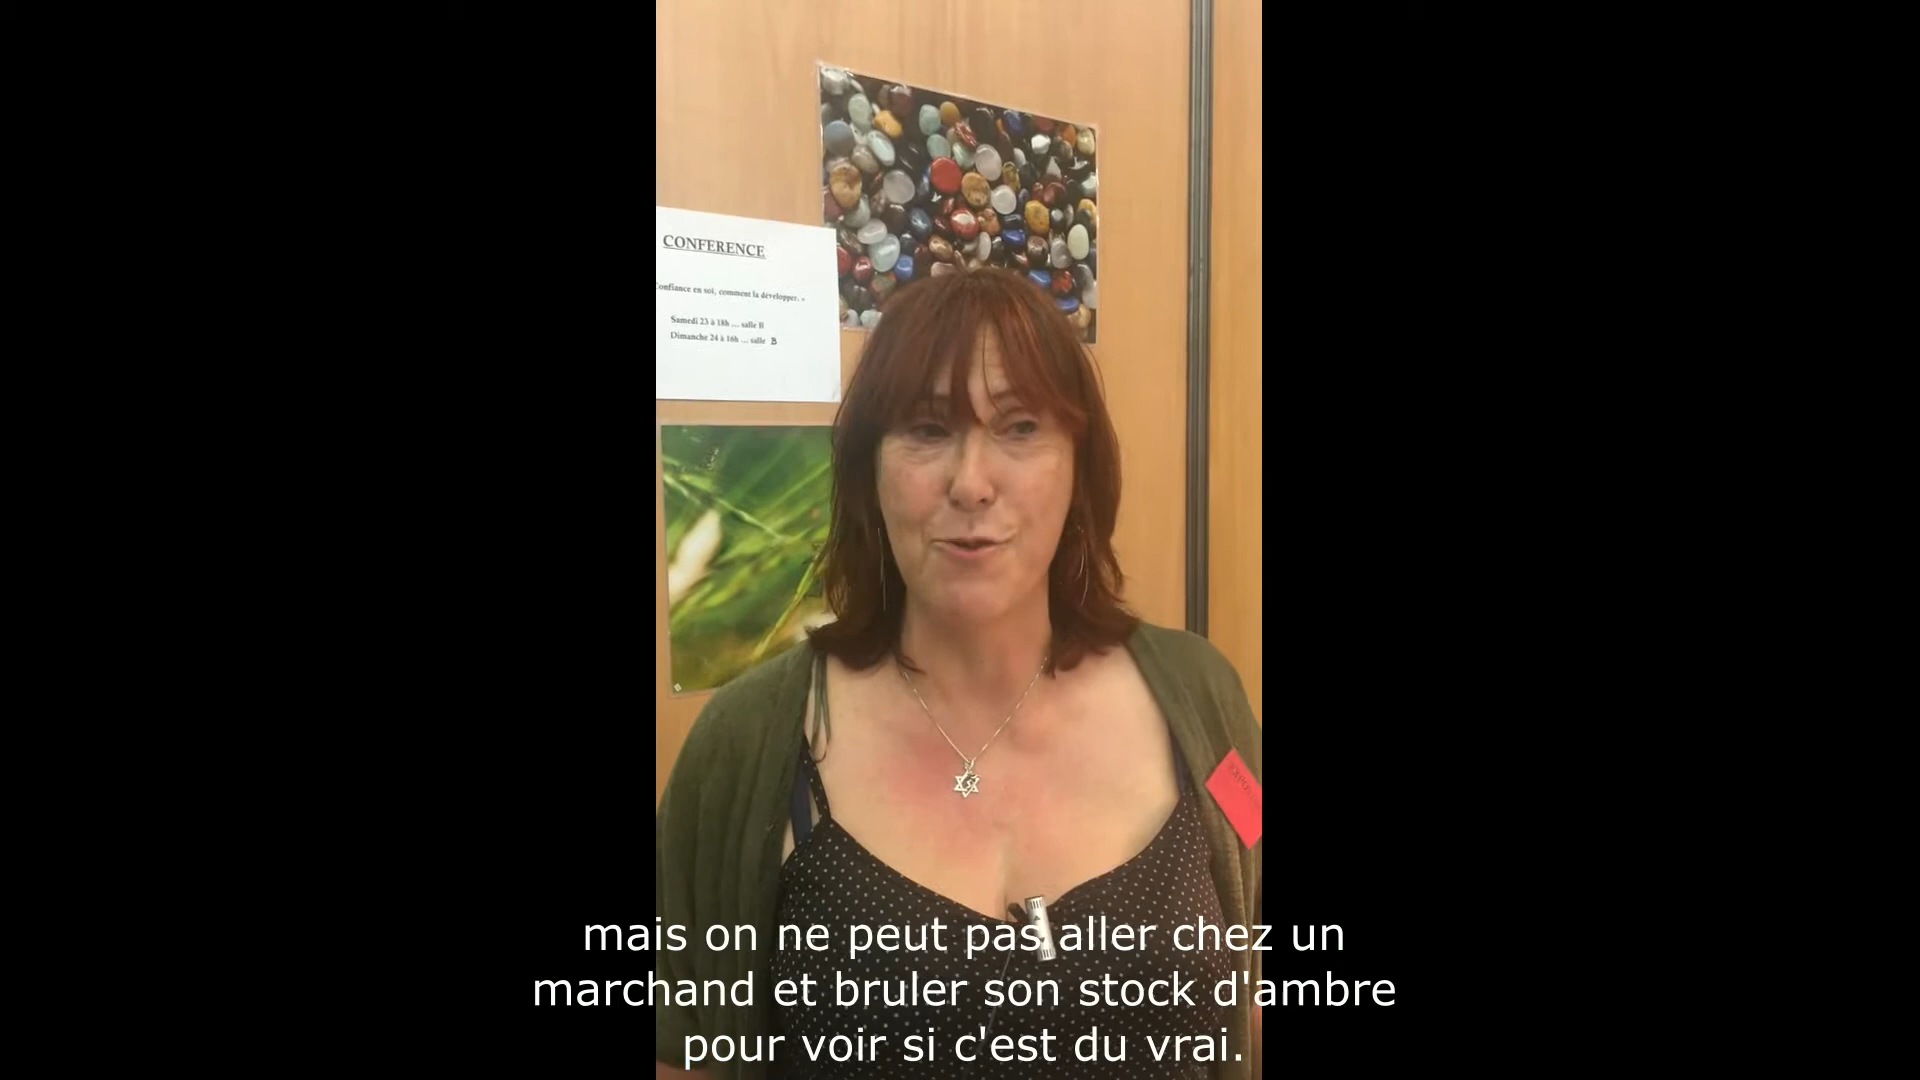 CONFERENCE
onfiance en soi, comment la développer. »
Samedi 23 à 18h ... salle B
Dimanche 24 à 16h ... salle B
mais on ne peut pas aller chez un
marchand et bruler son stock d'ambre
pour voir si c'est du vrai.